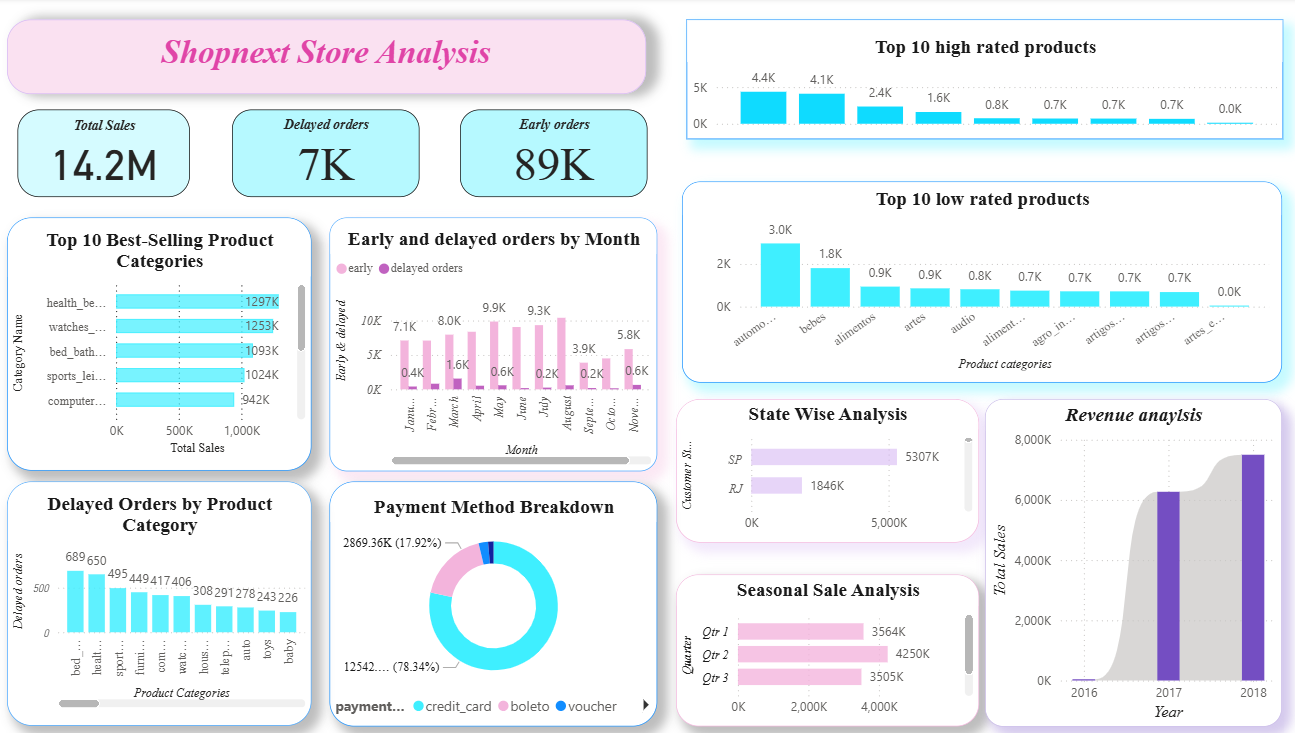 Shopnext Store Analysis
Total Sales
14.2M
Delayed orders
7K
Early orders
89K
Top 10 high rated products
5K
0K
4.4K 4.1K 2.4K 1.6K 0.8K 0.7K 0.7K 0.7K 0.0K
Top 10 low rated products
2K
0K
3.0K 1.8K 0.9K 0.9K 0.8K 0.7K 0.7K 0.7K 0.7K 0.0K
automo... bebes alimentos artes audio aliment... agro_in... artigos... artigos... artes_e...
Product categories
Top 10 Best-Selling Product
Categories
Category Name
health_be... 1297K
watches_... 1253K
bed_bath... 1093K
sports_lei... 1024K
computer... 942K
0K 500K 1,000K
Total Sales
Early and delayed orders by Month
early delayed orders
Early & delayed
10K
5K
0K
7.1K 8.0K 9.9K 9.3K 3.9K 5.8K
0.4K 1.6K 0.6K 0.2K 0.2K 0.6K
Janu... Febr... March April May June July August Septe... Octo... Nove...
Month
Delayed Orders by Product
Category
Delayed orders
500
0
689 650 495 449 417 406 308 291 278 243 226
bed_... healt... sport... furni... com... watc... hous... telep... auto toys baby
Product Categories
Payment Method Breakdown
2869.36K (17.92%)
12542.... (78.34%)
payment... credit_card boleto voucher
State Wise Analysis
Customer St...
SP 5307K
RJ 1846K
0K 5,000K
Seasonal Sale Analysis
Quarter
Qtr 1 3564K
Qtr 2 4250K
Qtr 3 3505K
0K 2,000K 4,000K
Revenue anaylsis
Total Sales
8,000K
6,000K
4,000K
2,000K
0K
2016 2017 2018
Year